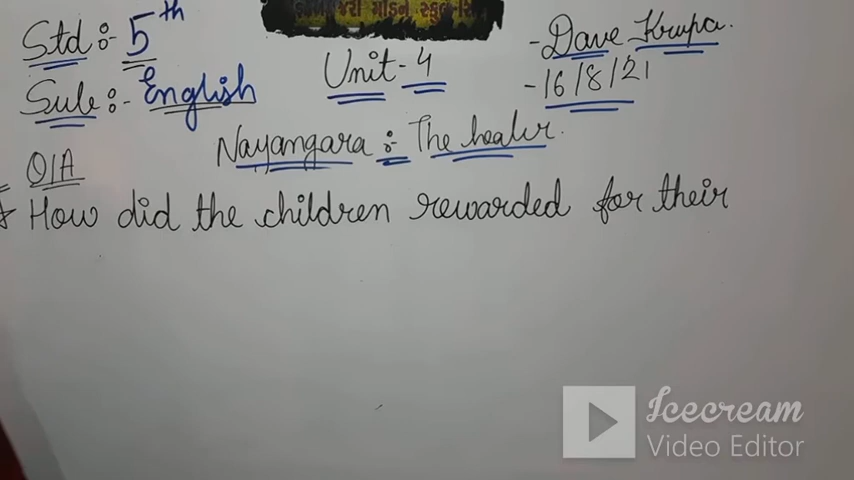 Std:- 5th
મોડર્ન સ્કૂલ
- Dave Krupa.
Unit-4
Sub:- English
- 16/8/21
Nayangara:- The healer.
Q/A
* How did the children rewarded for their
Icecream
Video Editor